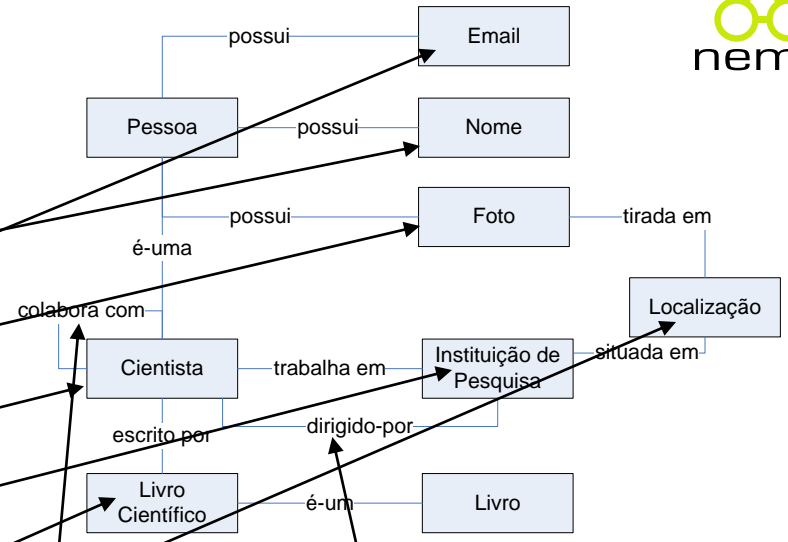 possui
Email
Pessoa
possui
Nome
possui
Foto
tirada em
é-uma
colabora com
Localização
Cientista
trabalha em
Instituição de
Pesquisa
situada em
escrito por
dirigido-por
Livro
Científico
é-um
Livro